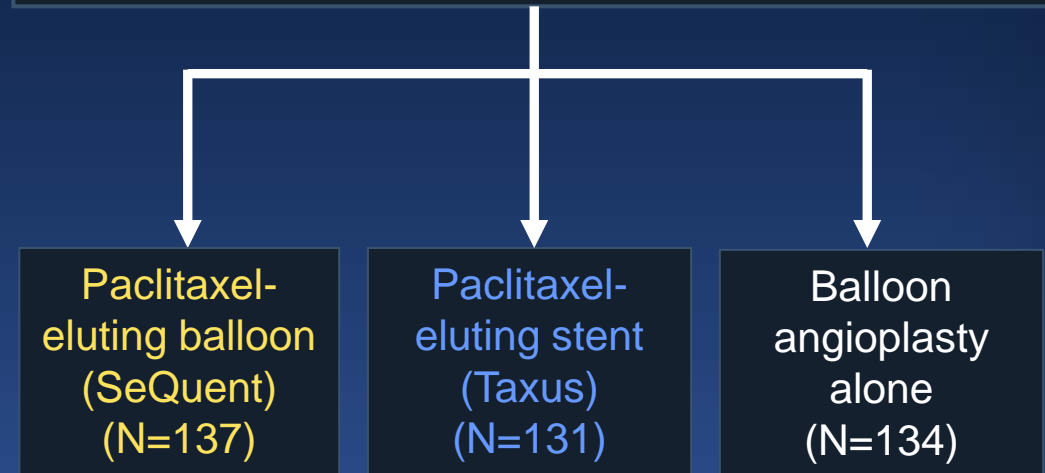 Paclitaxel-
eluting balloon
(SeQuent)
(N=137)
Paclitaxel-
eluting stent
(Taxus)
(N=131)
Balloon
angioplasty
alone
(N=134)